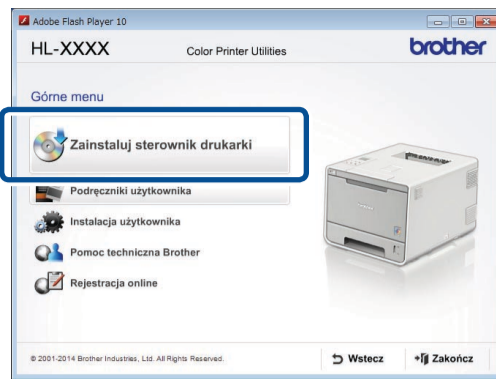 Adobe Flash Player 10
HL-XXXX
Color Printer Utilities
brother
Górne menu
Zainstaluj sterownik drukarki
Podręczniki użytkownika
Instalacja użytkownika
Pomoc techniczna Brother
Rejestracja online
© 2001-2014 Brother Industries, Ltd. All Rights Reserved.
Wstecz
Zakończ